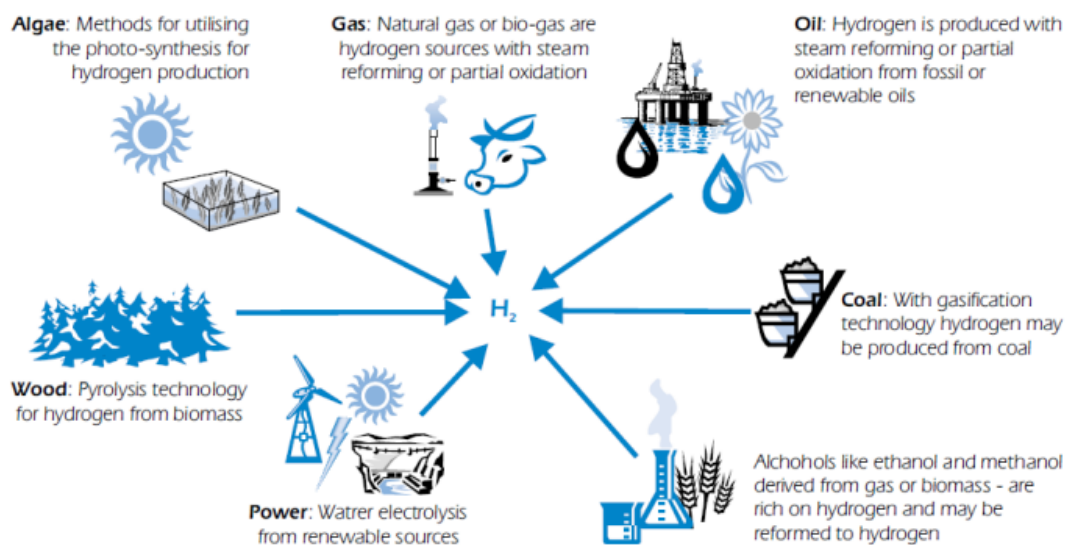 Algae: Methods for utilising
the photo-synthesis for
hydrogen production
Gas: Natural gas or bio-gas are
hydrogen sources with steam
reforming or partial oxidation
Oil: Hydrogen is produced with
steam reforming or partial
oxidation from fossil or
renewable oils
H₂
Coal: With gasification
technology hydrogen may
be produced from coal
Wood: Pyrolysis technology
for hydrogen from biomass
Power: Watrer electrolysis
from renewable sources
Alchohols like ethanol and methanol
derived from gas or biomass - are
rich on hydrogen and may be
reformed to hydrogen